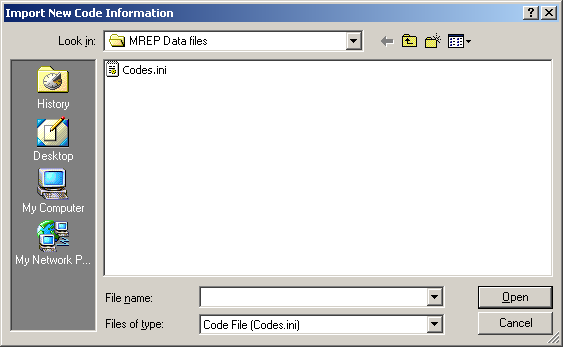 Import New Code Information
Look in: MREP Data files
Codes.ini
History
Desktop
My Computer
My Network P...
File name:
Open
Files of type: Code File (Codes.ini)
Cancel